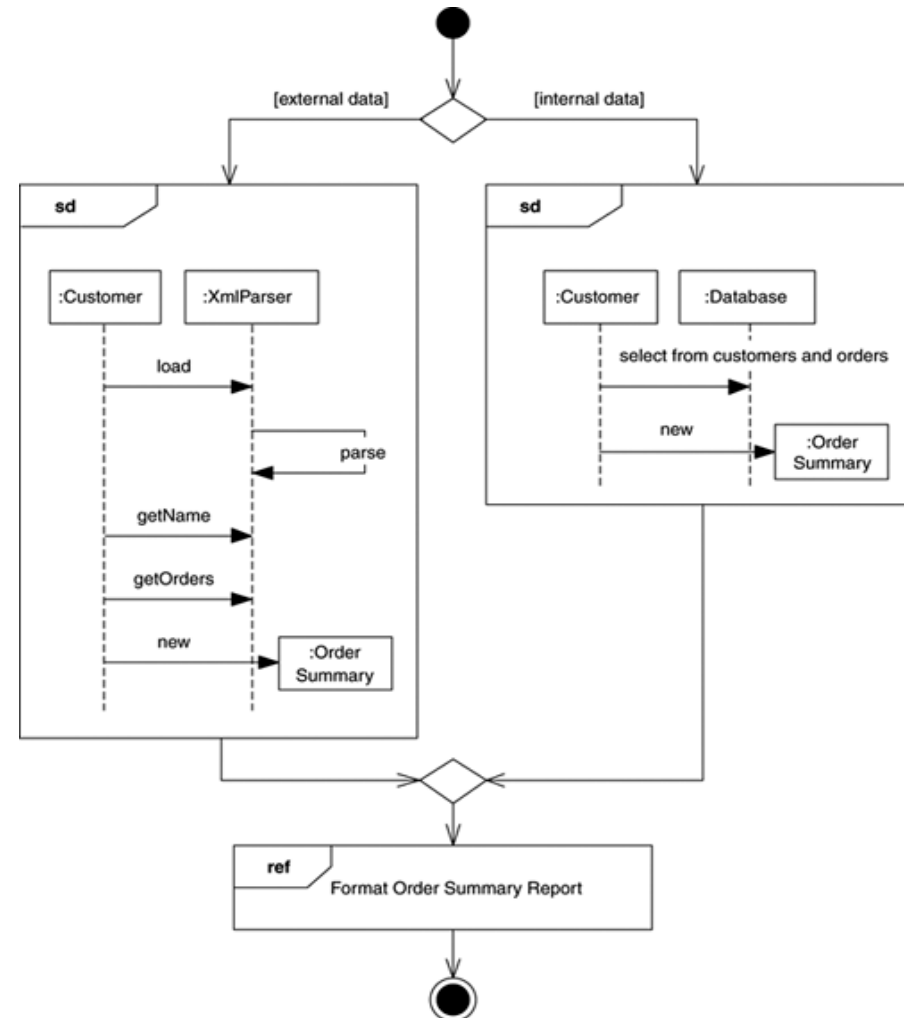 [external data]
[internal data]
sd
:Customer
:XmlParser
load
parse
getName
getOrders
new
:Order
Summary
sd
:Customer
:Database
select from customers and orders
new
:Order
Summary
ref
Format Order Summary Report